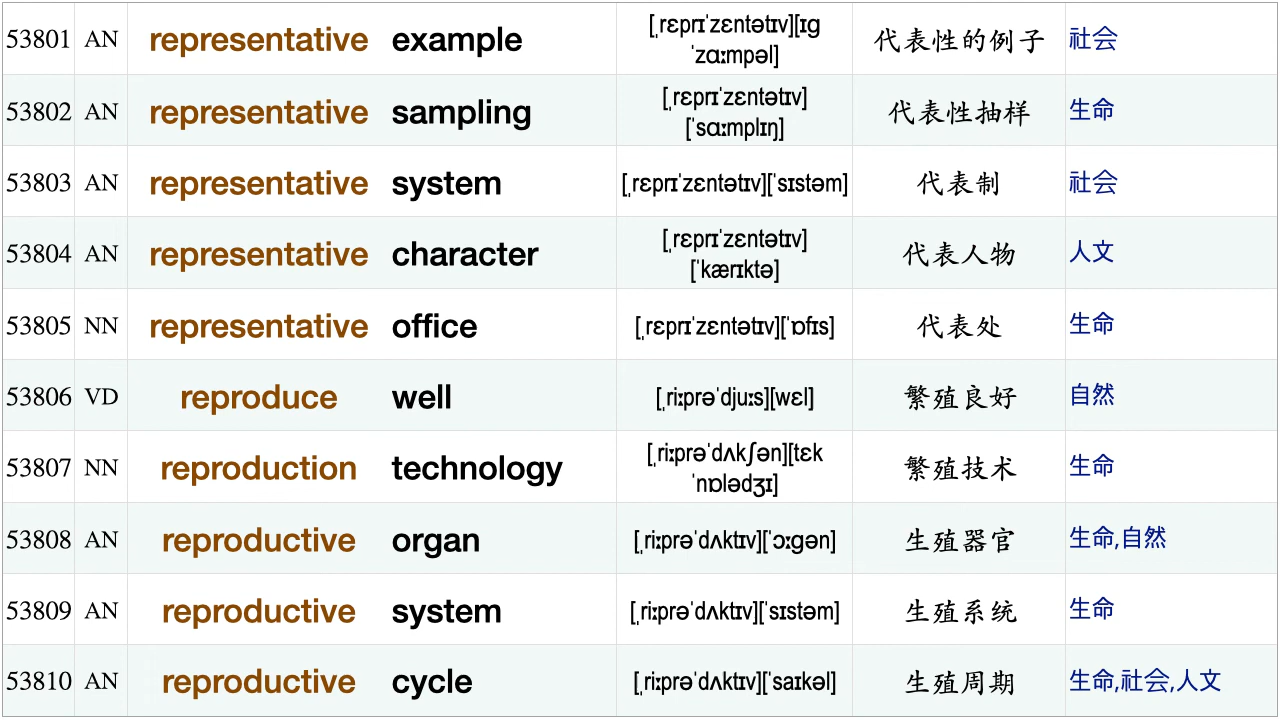 53801 AN representative example [ˌrɛprɪˈzɛntətɪv][ɪɡˈzɑːmpəl] 代表性的例子 社会
53802 AN representative sampling [ˌrɛprɪˈzɛntətɪv][ˈsɑːmplɪŋ] 代表性抽样 生命
53803 AN representative system [ˌrɛprɪˈzɛntətɪv][ˈsɪstəm] 代表制 社会
53804 AN representative character [ˌrɛprɪˈzɛntətɪv][ˈkærɪktə] 代表人物 人文
53805 NN representative office [ˌrɛprɪˈzɛntətɪv][ˈɒfɪs] 代表处 生命
53806 VD reproduce well [ˌriːprəˈdjuːs][wɛl] 繁殖良好 自然
53807 NN reproduction technology [ˌriːprəˈdʌkʃən][tɛkˈnɒlədʒɪ] 繁殖技术 生命
53808 AN reproductive organ [ˌriːprəˈdʌktɪv][ˈɔːɡən] 生殖器官 生命,自然
53809 AN reproductive system [ˌriːprəˈdʌktɪv][ˈsɪstəm] 生殖系统 生命
53810 AN reproductive cycle [ˌriːprəˈdʌktɪv][ˈsaɪkəl] 生殖周期 生命,社会,人文